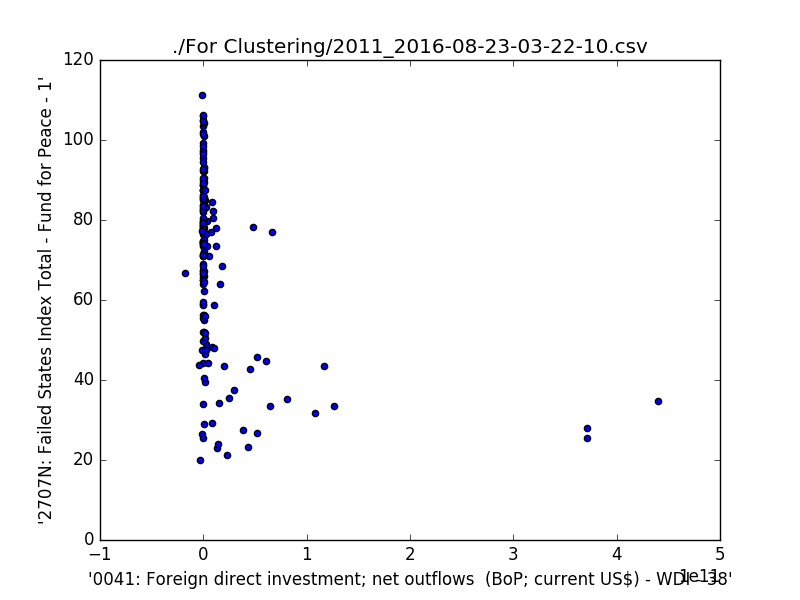 ./For Clustering/2011_2016-08-23-03-22-10.csv
'2707N: Failed States Index Total - Fund for Peace - 1'
120
100
80
60
40
20
0
−1 0 1 2 3 4 5
1e11
'0041: Foreign direct investment; net outflows (BoP; current US$) - WDI - 38'